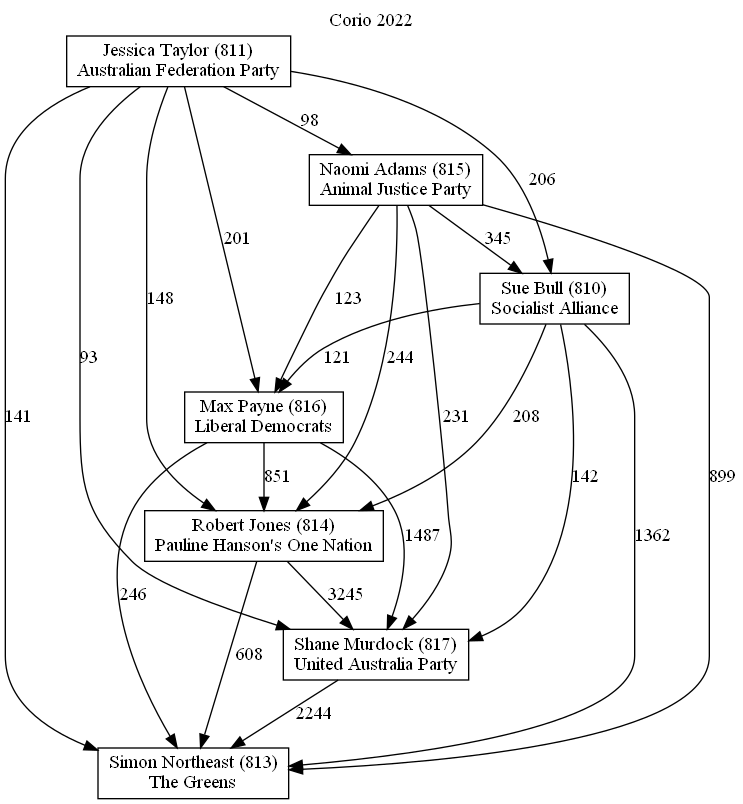 Corio 2022
Jessica Taylor (811)
Australian Federation Party
98
Naomi Adams (815)
Animal Justice Party
206
201
345
Sue Bull (810)
Socialist Alliance
148
123
93
121
244
Max Payne (816)
Liberal Democrats
141
231
208
851
142
899
Robert Jones (814)
Pauline Hanson's One Nation
1487
1362
246
3245
Shane Murdock (817)
United Australia Party
608
2244
Simon Northeast (813)
The Greens